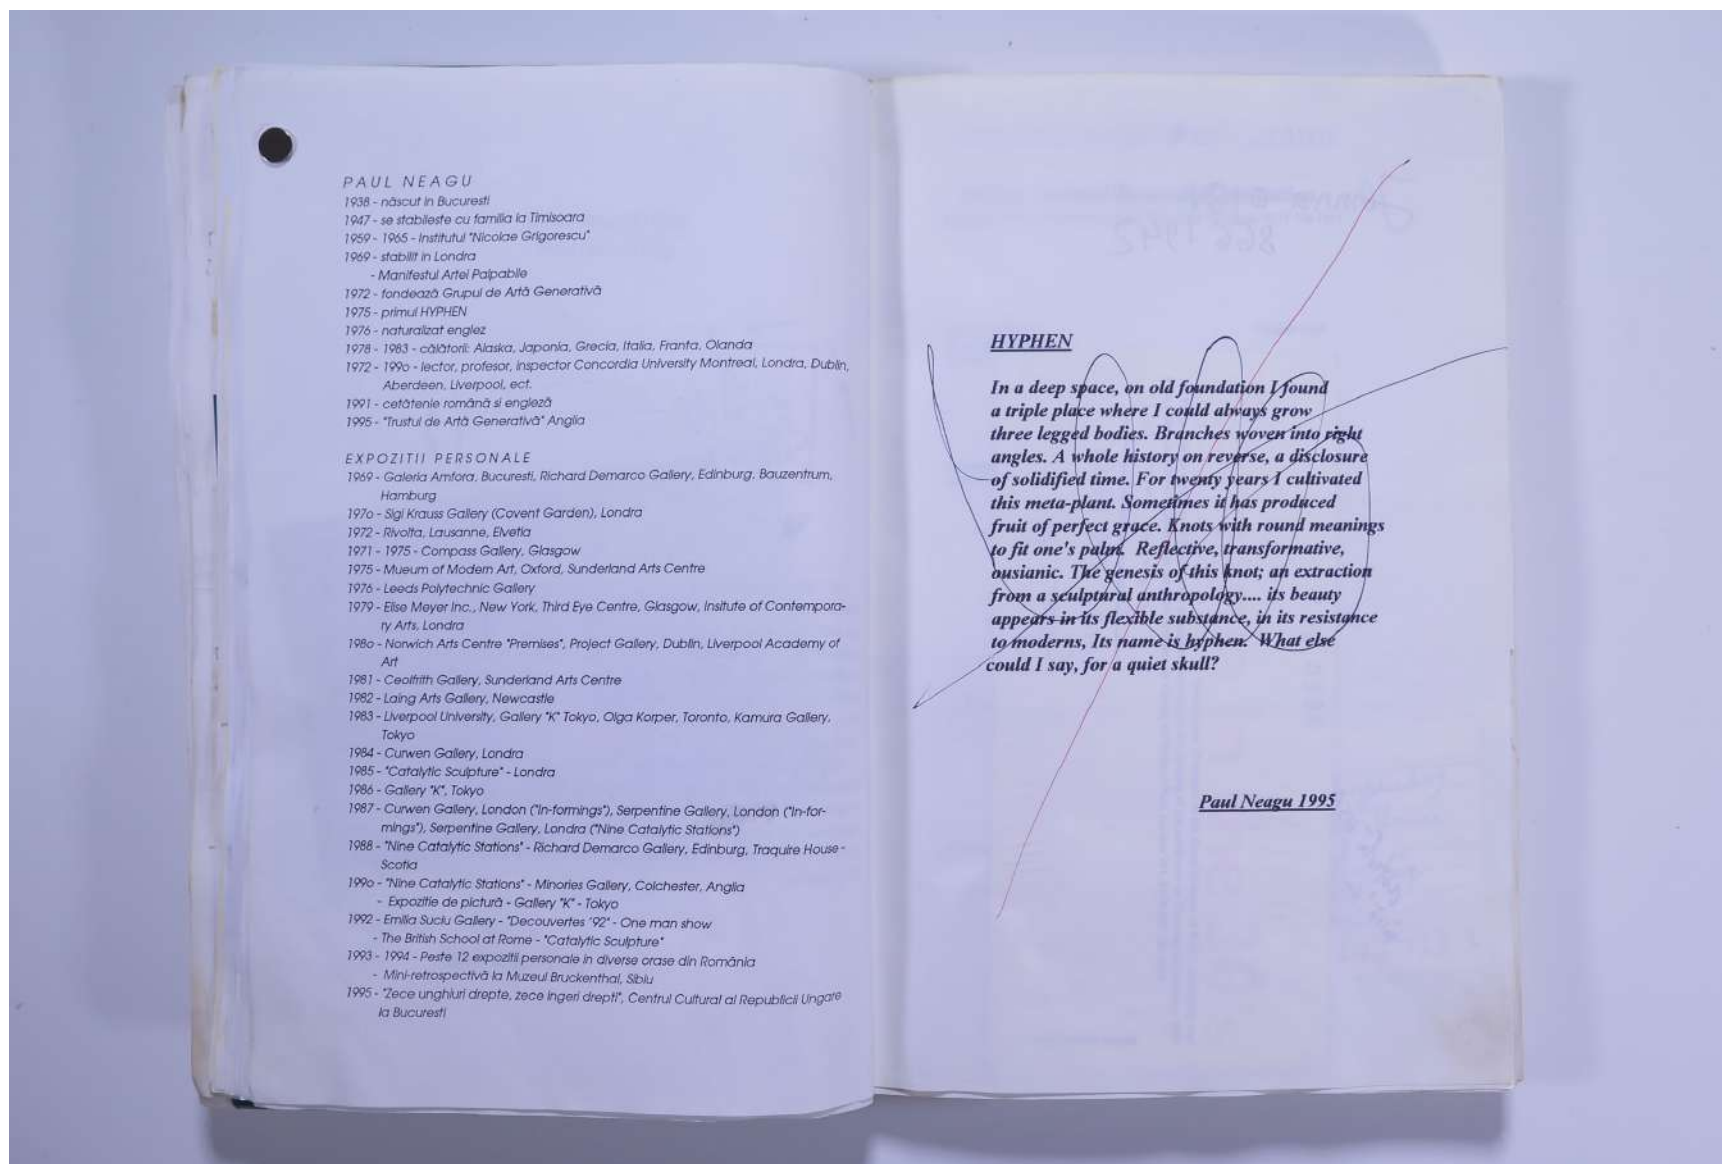 PAUL NEAGU
1938 - născut in Bucuresti
1947 - se stabileste cu familia la Timisoara
1959 - 1965 - Institutul "Nicolae Grigorescu"
1969 - stabilit in Londra
- Manifestul Artei Palpabile
1972 - fondează Grupul de Artă Generativă
1975 - primul HYPHEN
1976 - naturalizat englez
1978 - 1983 - călătorii: Alaska, Japonia, Grecia, Italia, Franta, Olanda
1972 - 199o - lector, profesor, inspector Concordia University Montreal, Londra, Dublin,
Aberdeen, Liverpool, ect.
1991 - cetătenie română si engleză
1995 - "Trustul de Artă Generativă" Anglia
EXPOZITII PERSONALE
1969 - Galeria Amfora, Bucuresti, Richard Demarco Gallery, Edinburg, Bauzentrum,
Hamburg
197o - Sigi Krauss Gallery (Covent Garden), Londra
1972 - Rivolta, Lausanne, Elvetia
1971 - 1975 - Compass Gallery, Glasgow
1975 - Mueum of Modern Art, Oxford, Sunderland Arts Centre
1976 - Leeds Polytechnic Gallery
1979 - Elise Meyer Inc., New York, Third Eye Centre, Glasgow, Insitute of Contempora-
ry Arts, Londra
198o - Norwich Arts Centre "Premises", Project Gallery, Dublin, Liverpool Academy of
Art
1981 - Ceolfrith Gallery, Sunderland Arts Centre
1982 - Laing Arts Gallery, Newcastle
1983 - Liverpool University, Gallery "K" Tokyo, Olga Korper, Toronto, Kamura Gallery,
Tokyo
1984 - Curwen Gallery, Londra
1985 - "Catalytic Sculpture" - Londra
1986 - Gallery "K", Tokyo
1987 - Curwen Gallery, London ("In-formings"), Serpentine Gallery, London ("In-for-
mings"), Serpentine Gallery, Londra ("Nine Catalytic Stations")
1988 - "Nine Catalytic Stations" - Richard Demarco Gallery, Edinburg, Traquire House -
Scotia
199o - "Nine Catalytic Stations" - Minories Gallery, Colchester, Anglia
- Expozitie de pictură - Gallery "K" - Tokyo
1992 - Emilia Suciu Gallery - "Decouvertes '92" - One man show
- The British School at Rome - "Catalytic Sculpture"
1993 - 1994 - Peste 12 expozitii personale in diverse orase din România
- Mini-retrospectivă la Muzeul Bruckenthal, Sibiu
1995 - "Zece unghiuri drepte, zece ingeri drepti", Centrul Cultural al Republicii Ungare
la Bucuresti
HYPHEN
In a deep space, on old foundation I found
a triple place where I could always grow
three legged bodies. Branches woven into right
angles. A whole history on reverse, a disclosure
of solidified time. For twenty years I cultivated
this meta-plant. Sometimes it has produced
fruit of perfect grace. Knots with round meanings
to fit one's palm. Reflective, transformative,
ousianic. The genesis of this knot; an extraction
from a sculptural anthropology.... its beauty
appears in its flexible substance, in its resistance
to moderns, Its name is hyphen. What else
could I say, for a quiet skull?
Paul Neagu 1995